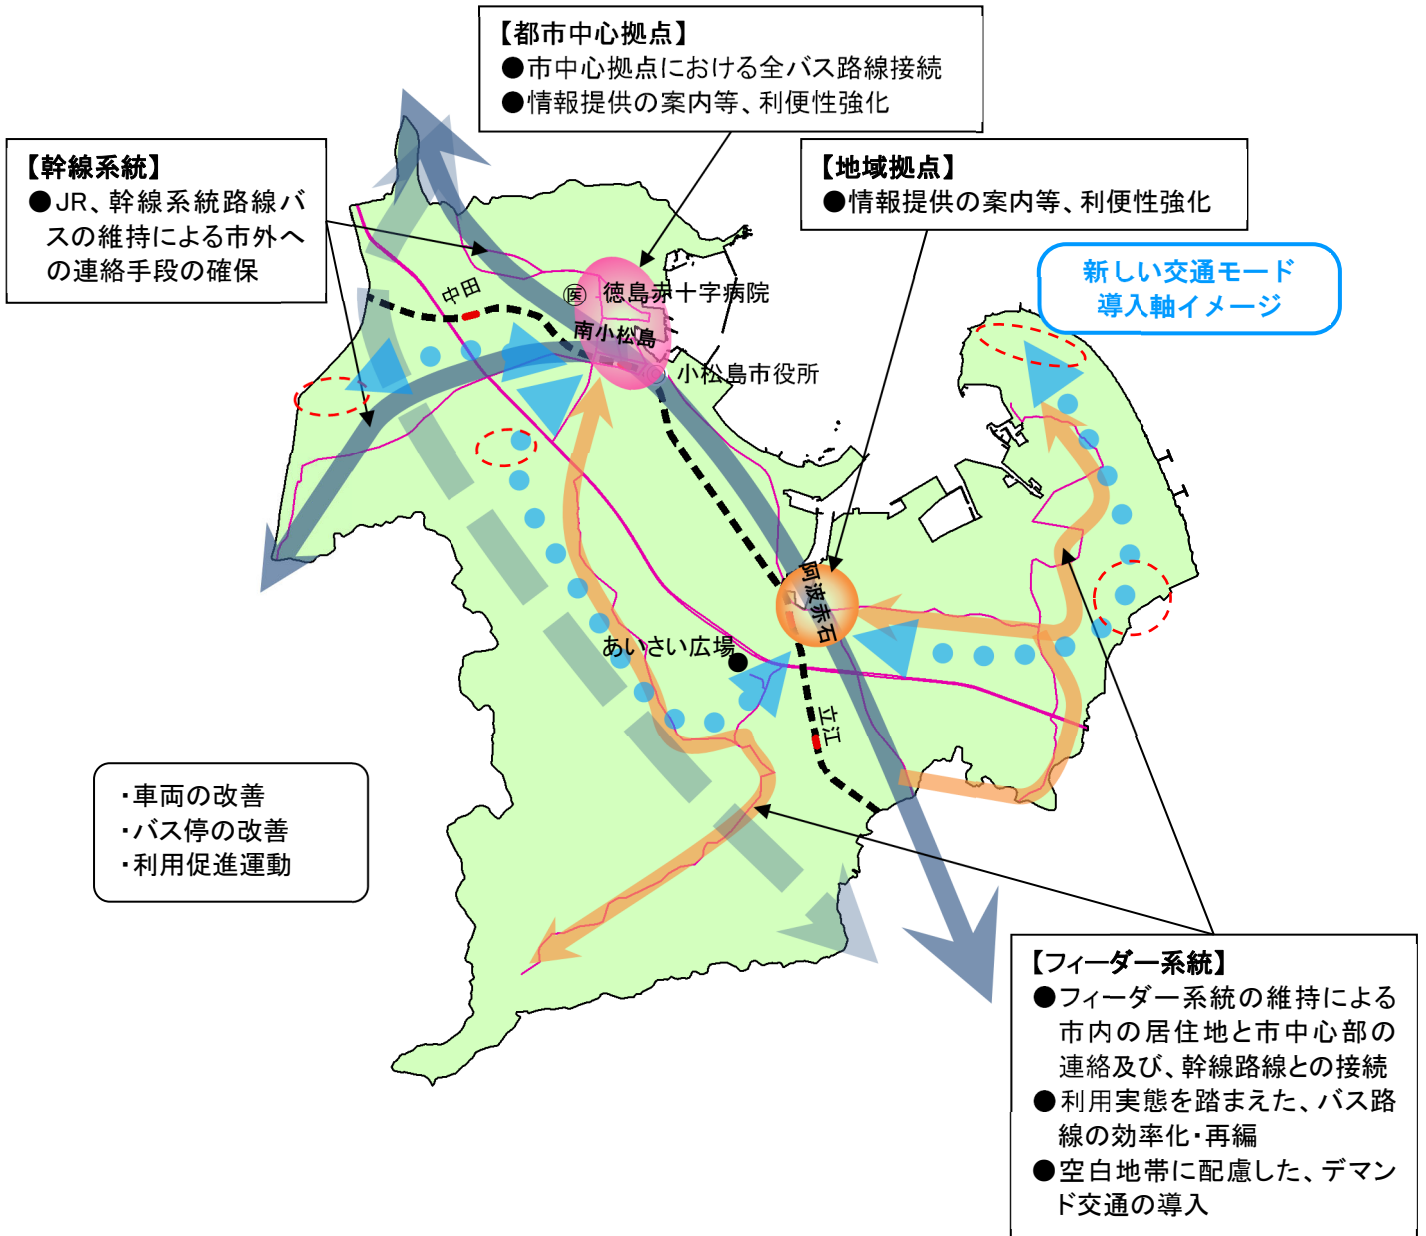 【都市中心拠点】
●市中心拠点における全バス路線接続
●情報提供の案内等、利便性強化
【幹線系統】
●JR、幹線系統路線バ
スの維持による市外へ
の連絡手段の確保
【地域拠点】
●情報提供の案内等、利便性強化
新しい交通モード
導入軸イメージ
中田
医 徳島赤十字病院
南小松島
◎ 小松島市役所
阿波赤石
あいさい広場
立江
・車両の改善
・バス停の改善
・利用促進運動
【フィーダー系統】
●フィーダー系統の維持による
市内の居住地と市中心部の
連絡及び、幹線路線との接続
●利用実態を踏まえた、バス路
線の効率化・再編
●空白地帯に配慮した、デマン
ド交通の導入